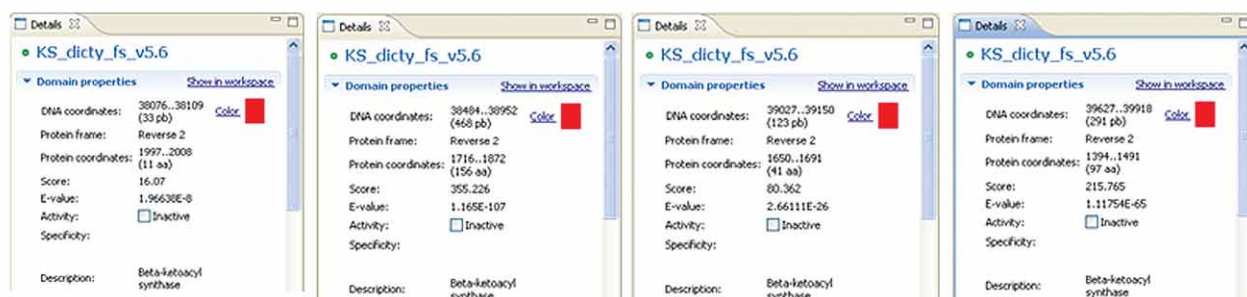 Details
KS_dicty_fs_v5.6
Domain properties Show in workspace
DNA coordinates: 38076..38109 Color
(33 pb)
Protein frame: Reverse 2
Protein coordinates: 1997..2008
(11 aa)
Score: 16.07
E-value: 1.96638E-8
Activity: Inactive
Specificity:
Description: Beta-ketoacyl
synthase
Details
KS_dicty_fs_v5.6
Domain properties Show in workspace
DNA coordinates: 38484..38952 Color
(468 pb)
Protein frame: Reverse 2
Protein coordinates: 1716..1872
(156 aa)
Score: 355.226
E-value: 1.165E-107
Activity: Inactive
Specificity:
Description: Beta-ketoacyl
synthase
Details
KS_dicty_fs_v5.6
Domain properties Show in workspace
DNA coordinates: 39027..39150 Color
(123 pb)
Protein frame: Reverse 2
Protein coordinates: 1650..1691
(41 aa)
Score: 80.362
E-value: 2.66111E-26
Activity: Inactive
Specificity:
Description: Beta-ketoacyl
synthase
Details
KS_dicty_fs_v5.6
Domain properties Show in workspace
DNA coordinates: 39627..39918 Color
(291 pb)
Protein frame: Reverse 2
Protein coordinates: 1394..1491
(97 aa)
Score: 215.765
E-value: 1.11754E-65
Activity: Inactive
Specificity:
Description: Beta-ketoacyl
synthase